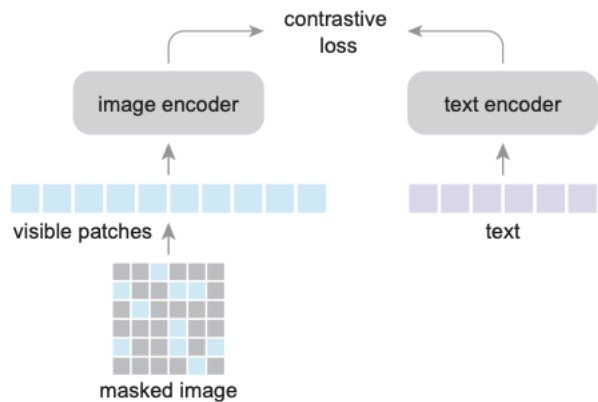 contrastive
loss
image encoder
text encoder
visible patches
text
masked image